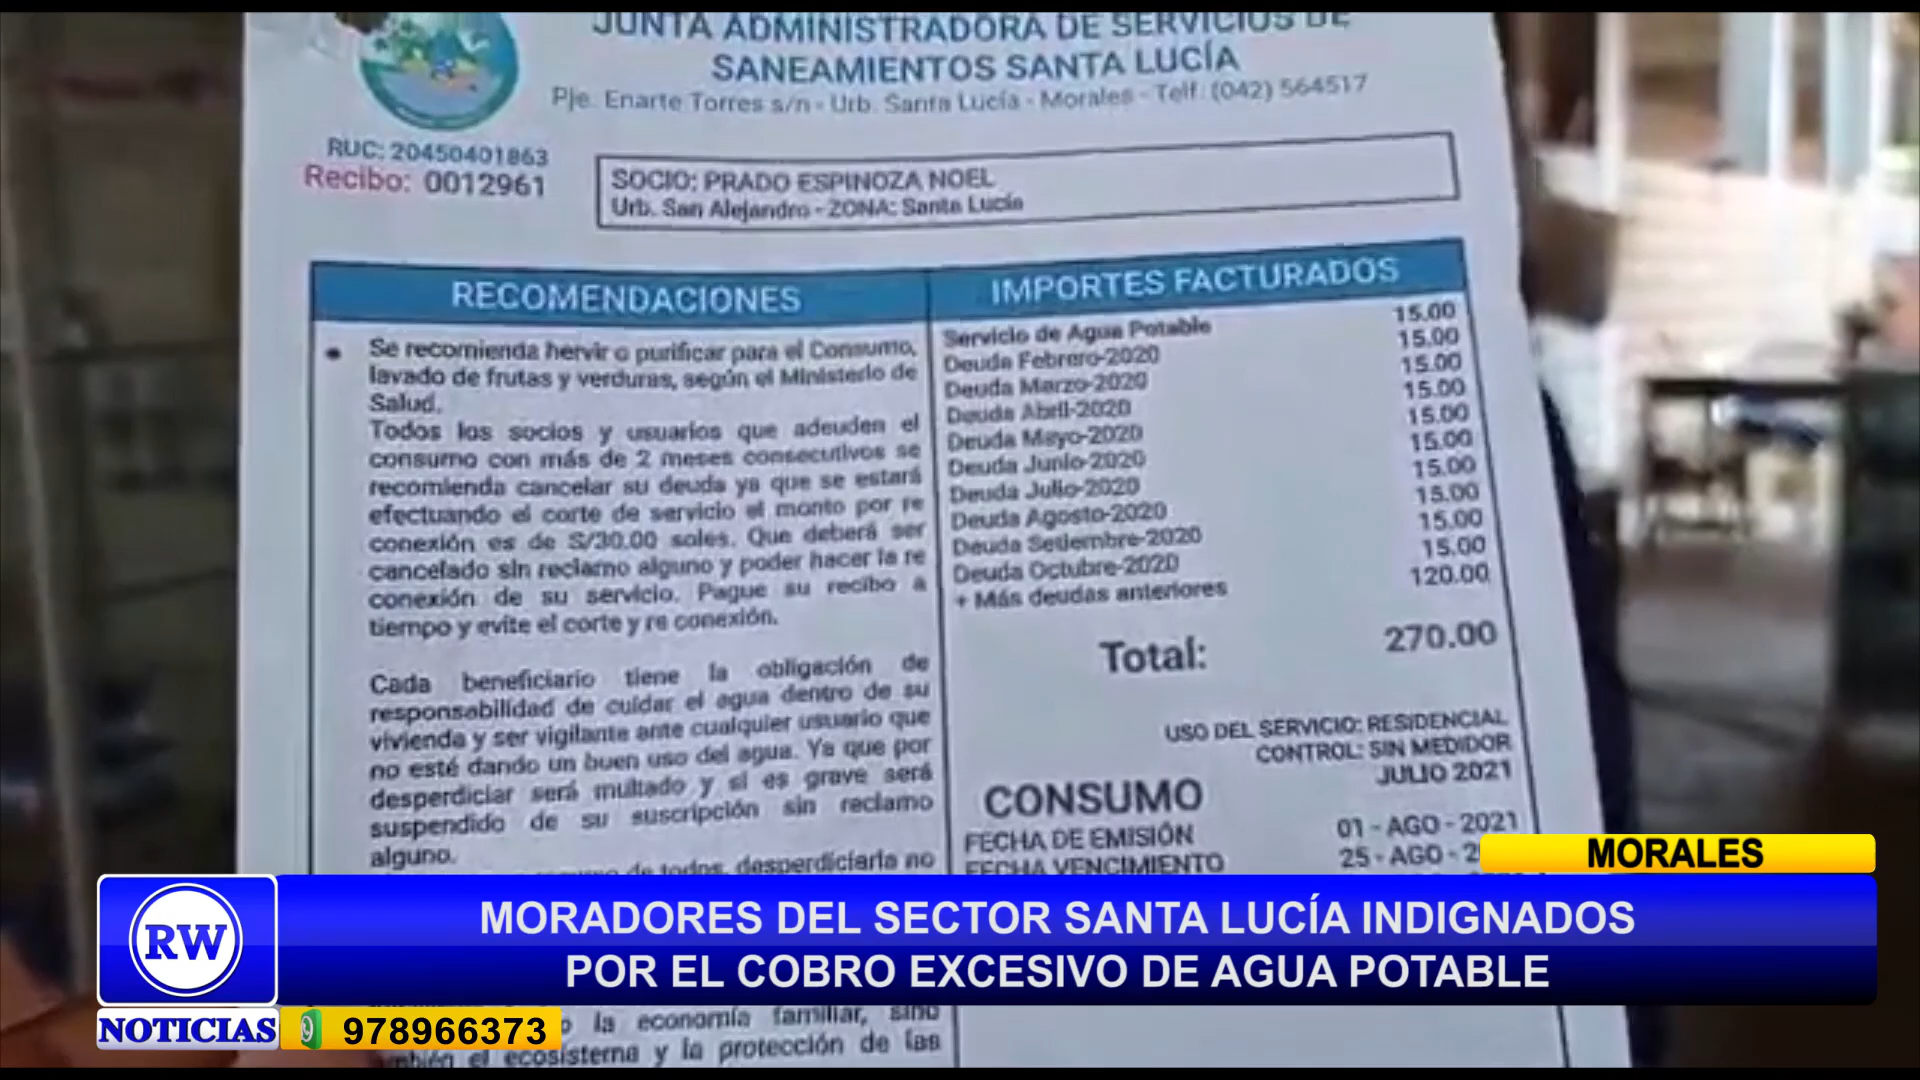 JUNTA ADMINISTRADORA DE SERVICIOS DE
SANEAMIENTOS SANTA LUCÍA
Pje. Enarte Torres s/n - Urb. Santa Lucía - Morales - Telf: (042) 564517
RUC: 20450401863
Recibo: 0012961
SOCIO: PRADO ESPINOZA NOEL
Urb. San Alejandro - ZONA: Santa Lucía
RECOMENDACIONES
• Se recomienda hervir o purificar para el Consumo,
lavado de frutas y verduras, según el Ministerio de
Salud.
Todos los socios y usuarios que adeuden el
consumo con más de 2 meses consecutivos se
recomienda cancelar su deuda ya que se estará
efectuando el corte de servicio el monto por re
conexión es de S/30.00 soles. Que deberá ser
cancelado sin reclamo alguno y poder hacer la re
conexión de su servicio. Pague su recibo a
tiempo y evite el corte y re conexión.
Cada beneficiario tiene la obligación de
responsabilidad de cuidar el agua dentro de su
vivienda y ser vigilante ante cualquier usuario que
no esté dando un buen uso del agua. Ya que por
desperdiciar será multado y si es grave será
suspendido de su suscripción sin reclamo
alguno.
de todos, desperdiciarla no
la economía familiar, sino
el ecosistema y la protección de las
IMPORTES FACTURADOS
Servicio de Agua Potable 15.00
Deuda Febrero-2020 15.00
Deuda Marzo-2020 15.00
Deuda Abril-2020 15.00
Deuda Mayo-2020 15.00
Deuda Junio-2020 15.00
Deuda Julio-2020 15.00
Deuda Agosto-2020 15.00
Deuda Setiembre-2020 15.00
Deuda Octubre-2020 15.00
+ Más deudas anteriores 120.00
Total: 270.00
USO DEL SERVICIO: RESIDENCIAL
CONTROL: SIN MEDIDOR
JULIO 2021
CONSUMO
FECHA DE EMISIÓN 01 - AGO - 2021
FECHA VENCIMIENTO 25 - AGO - 2
MORALES
RW
NOTICIAS
MORADORES DEL SECTOR SANTA LUCÍA INDIGNADOS
POR EL COBRO EXCESIVO DE AGUA POTABLE
978966373